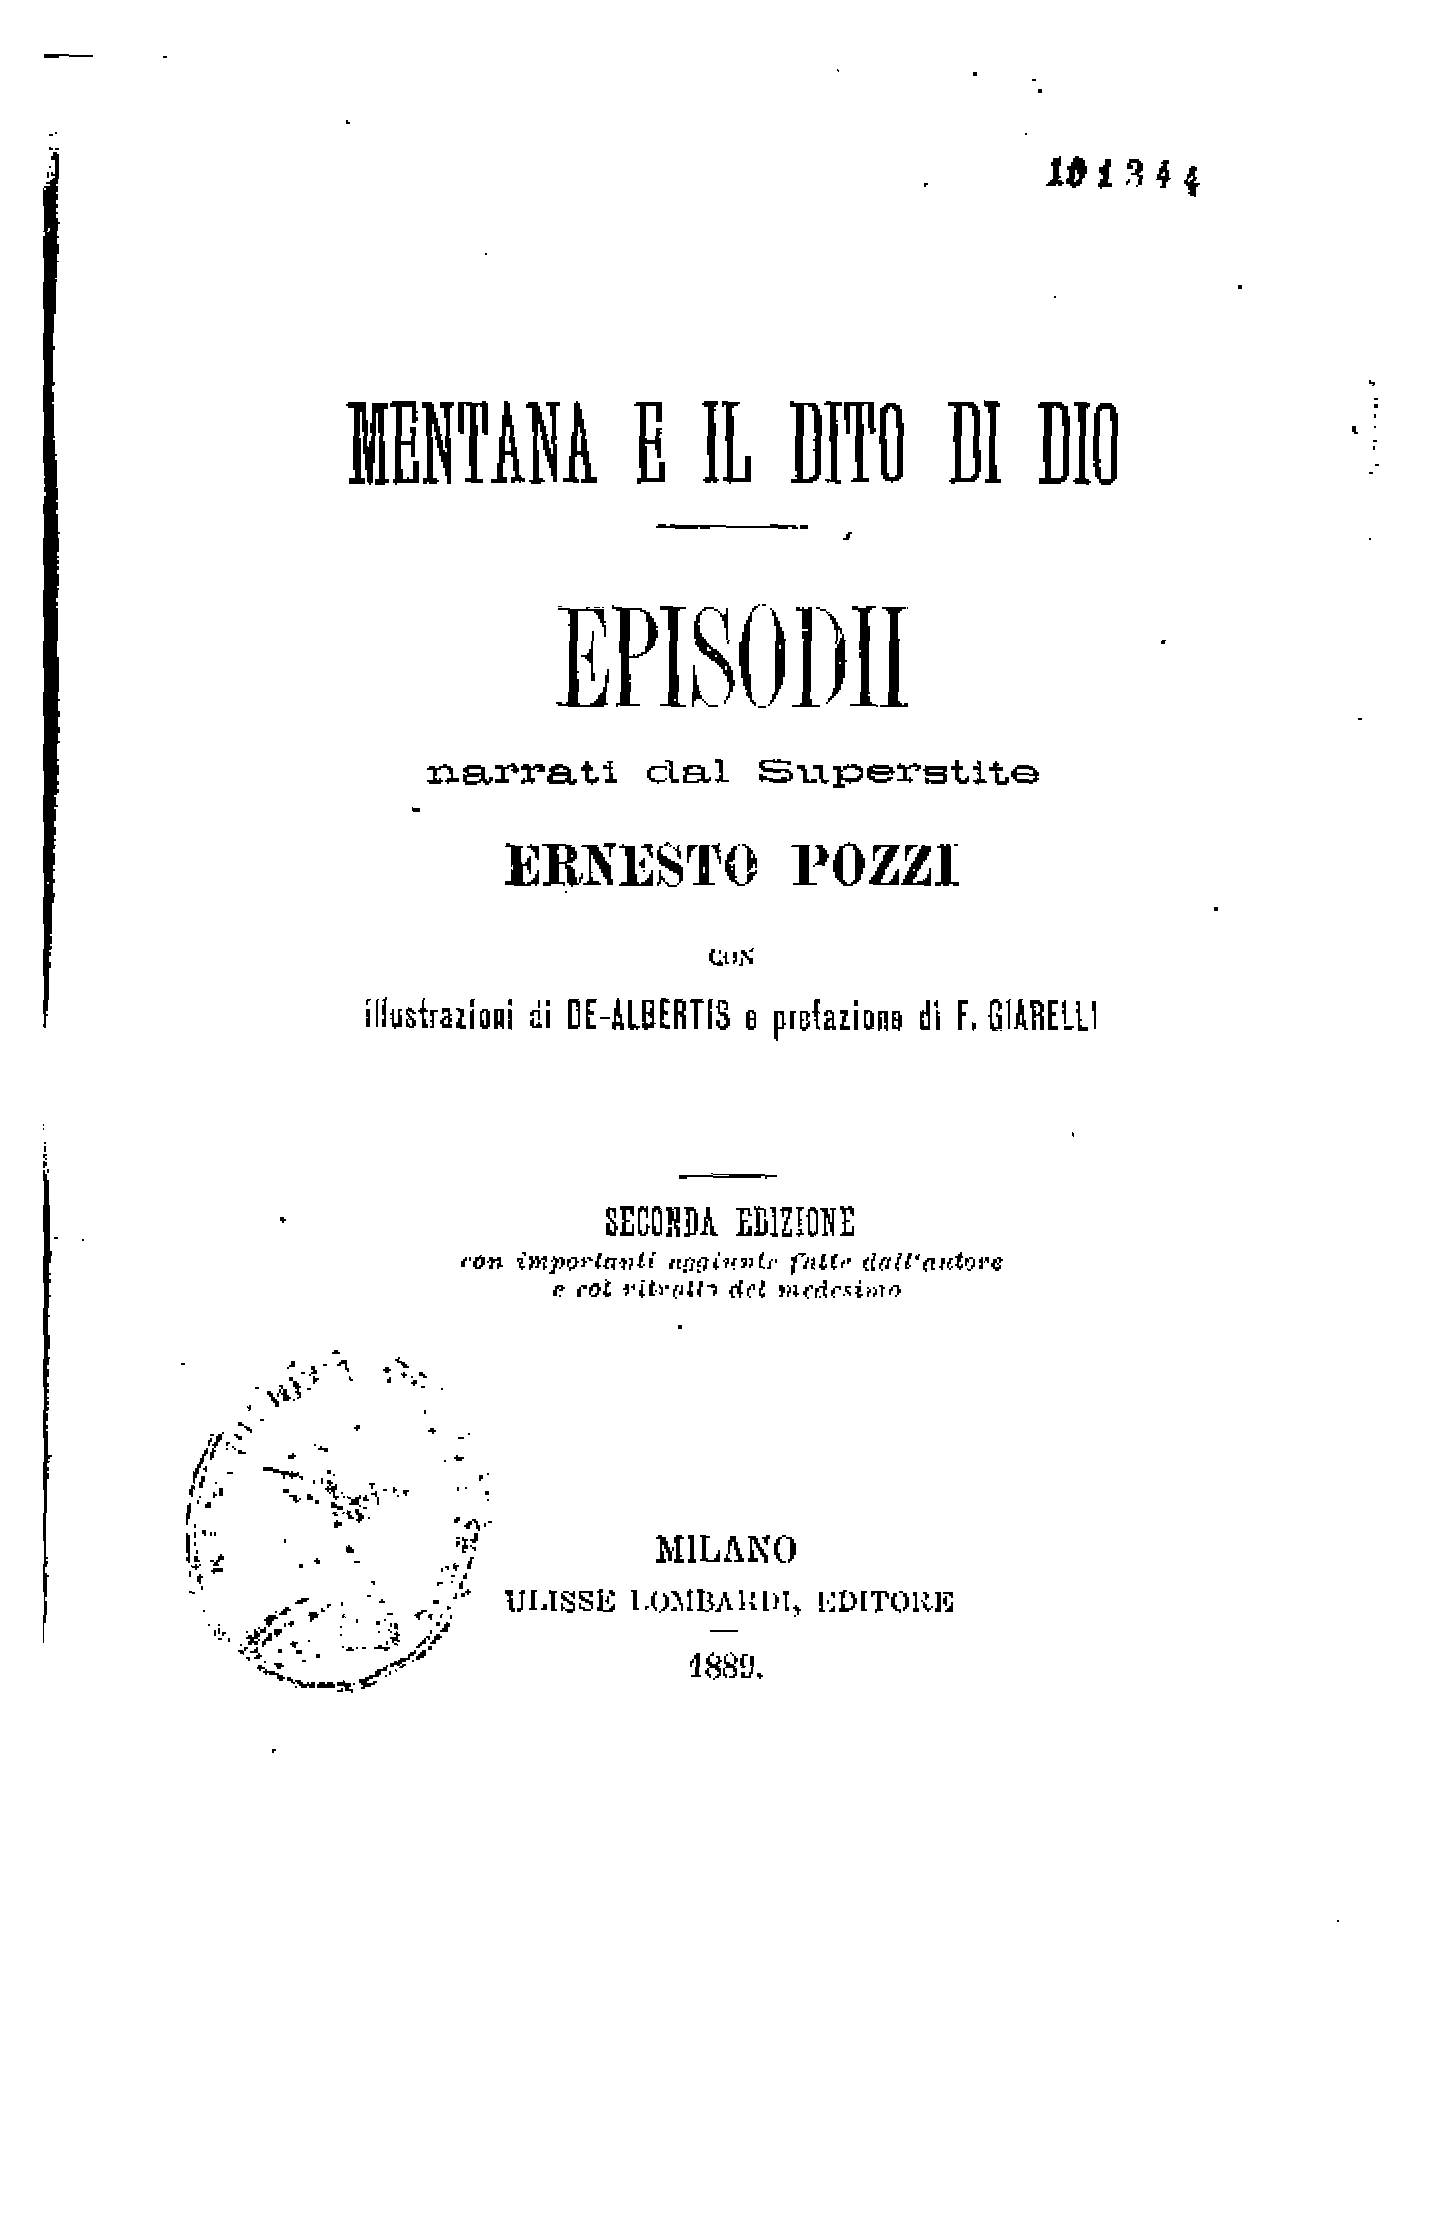 101344
MENTANA E IL DITO DI DIO
EPISODII
narrati dal Superstite
ERNESTO POZZI
CON
illustrazioni di DE-ALBERTIS e prefazione di F. GIARELLI
SECONDA EDIZIONE
con importanti aggiunte fatte dall'autore
e col ritratto del medesimo
MILANO
ULISSE LOMBARDI, EDITORE
1889.